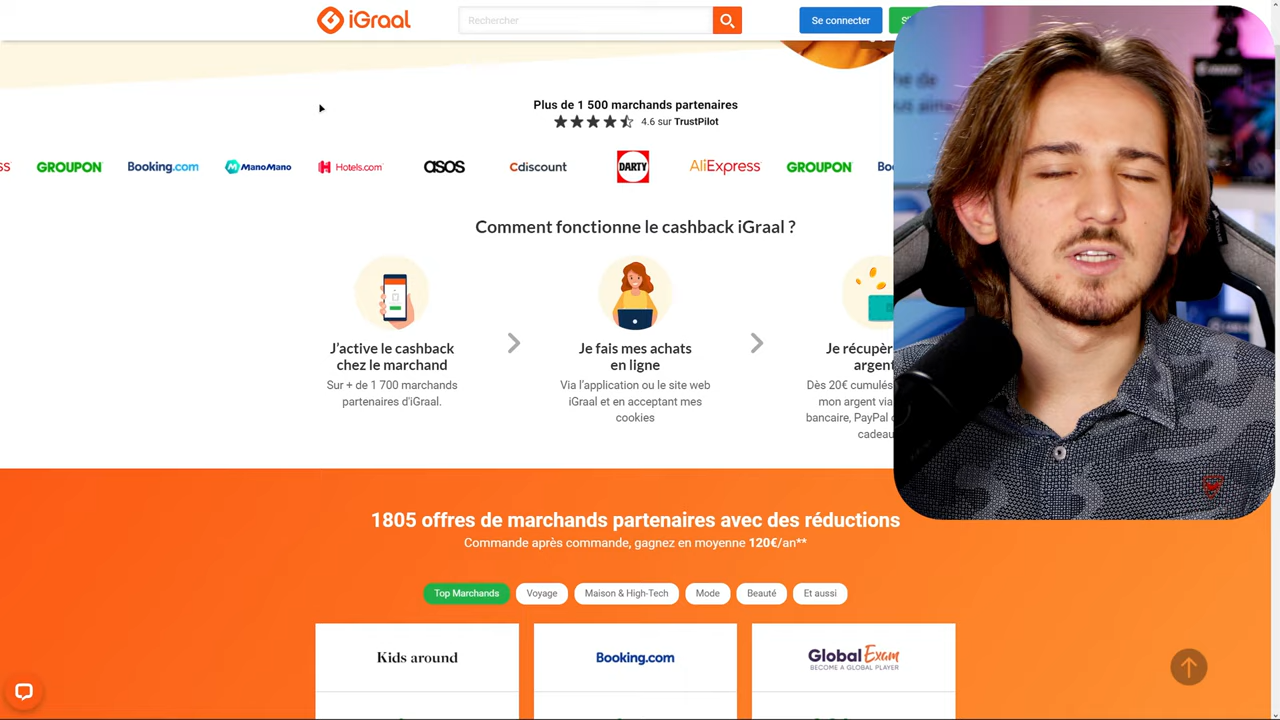 iGraal
Rechercher
Se connecter
Plus de 1 500 marchands partenaires
4.6 sur TrustPilot
GROUPON
Booking.com
ManoMano
Hotels.com
asos
Cdiscount
DARTY
AliExpress
GROUPON
Comment fonctionne le cashback iGraal ?
J'active le cashback
chez le marchand
Sur + de 1 700 marchands
partenaires d'iGraal.
Je fais mes achats
en ligne
Via l'application ou le site web
iGraal et en acceptant mes
cookies
Je récupèr
argent
Dès 20€ cumulés
mon argent via
bancaire, PayPal
cadeau
1805 offres de marchands partenaires avec des réductions
Commande après commande, gagnez en moyenne 120€/an**
Top Marchands
Voyage
Maison & High-Tech
Mode
Beauté
Et aussi
Kids around
Booking.com
Global Exam
BECOME A GLOBAL PLAYER